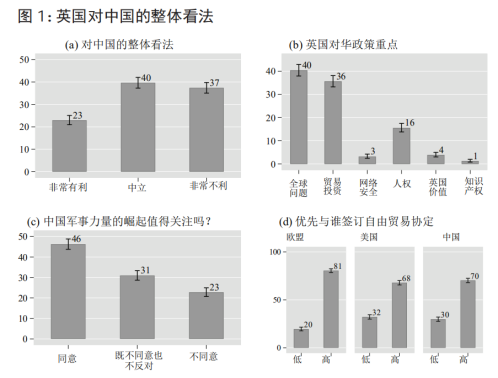 图 1：英国对中国的整体看法
(a) 对中国的整体看法
50
40
30
20
10
0
23
40
37
非常有利
中立
非常不利
(b) 英国对华政策重点
40
30
20
10
0
40
36
3
16
4
1
全球
问题
贸易
投资
网络
安全
人权
英国
价值
知识
产权
(c) 中国军事力量的崛起值得关注吗？
50
40
30
20
10
0
46
31
23
同意
既不同意也
不反对
不同意
(d) 优先与谁签订自由贸易协定
欧盟
美国
中国
100
50
0
20
81
32
68
30
70
低
高
低
高
低
高